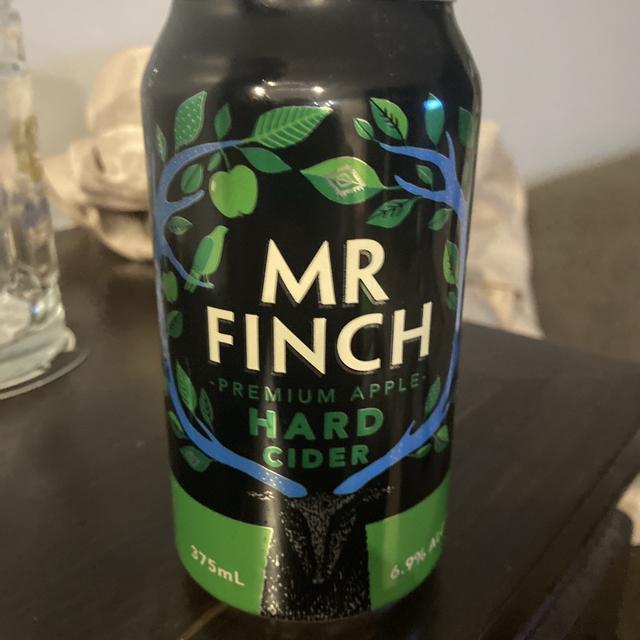 MR
FINCH
-PREMIUM APPLE-
HARD
CIDER
375mL
6.9%